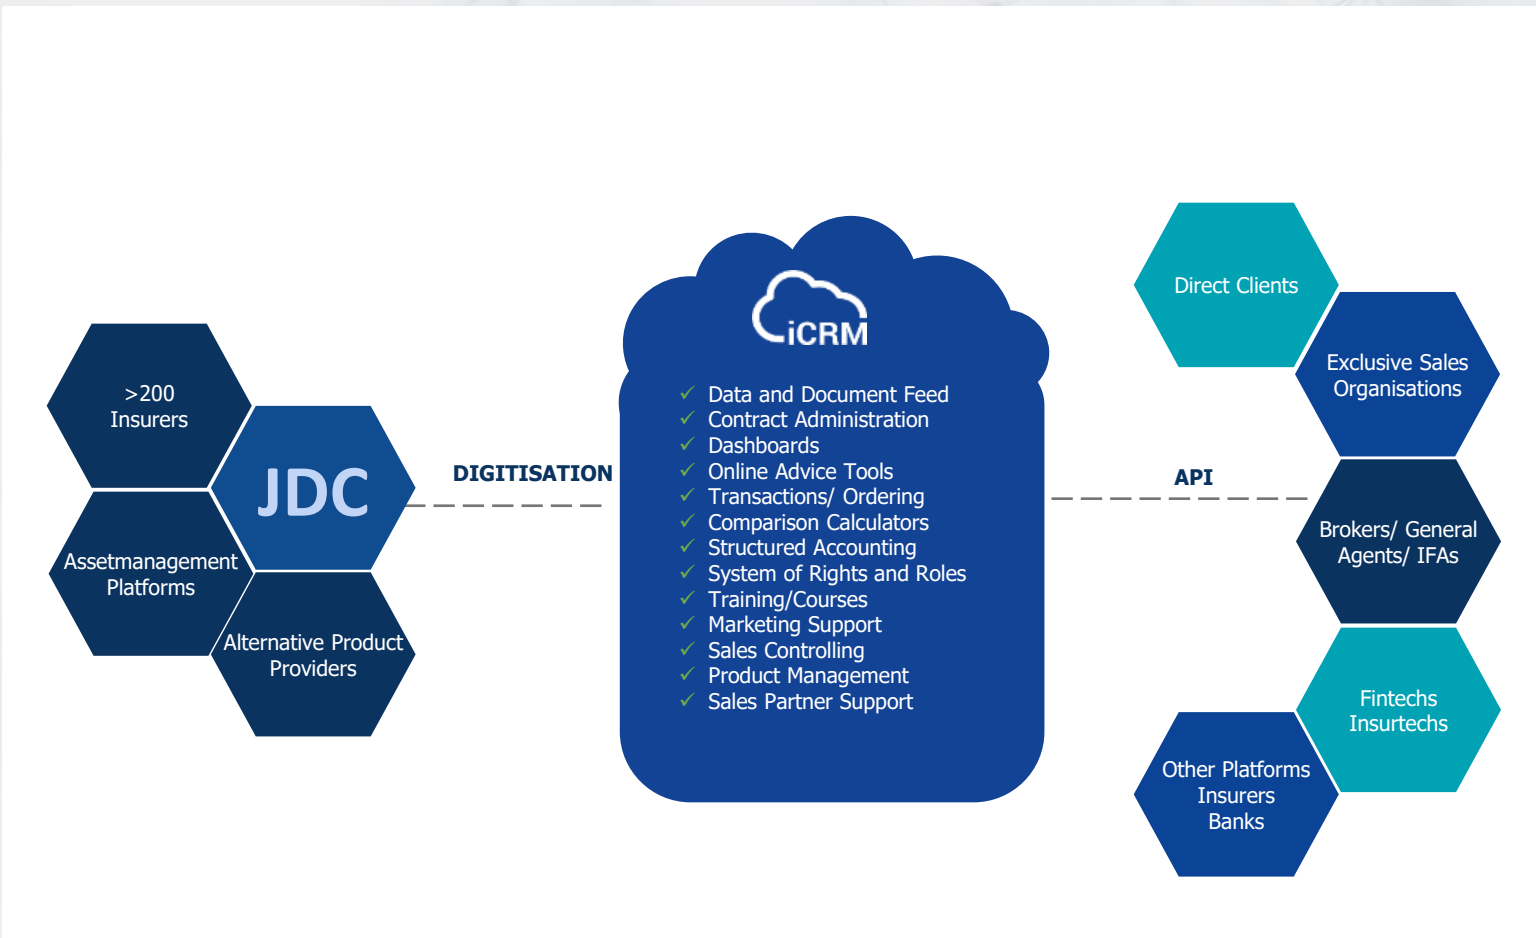 >200
Insurers
JDC
Assetmanagement
Platforms
Alternative Product
Providers
DIGITISATION
iCRM
✓ Data and Document Feed
✓ Contract Administration
✓ Dashboards
✓ Online Advice Tools
✓ Transactions/ Ordering
✓ Comparison Calculators
✓ Structured Accounting
✓ System of Rights and Roles
✓ Training/Courses
✓ Marketing Support
✓ Sales Controlling
✓ Product Management
✓ Sales Partner Support
API
Direct Clients
Exclusive Sales
Organisations
Brokers/ General
Agents/ IFAs
Fintechs
Insurtechs
Other Platforms
Insurers
Banks